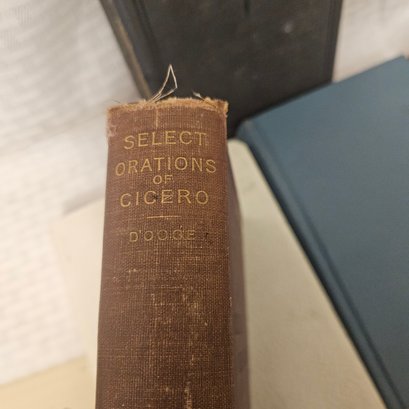 SELECT
ORATIONS
OF
CICERO
D'OOGE